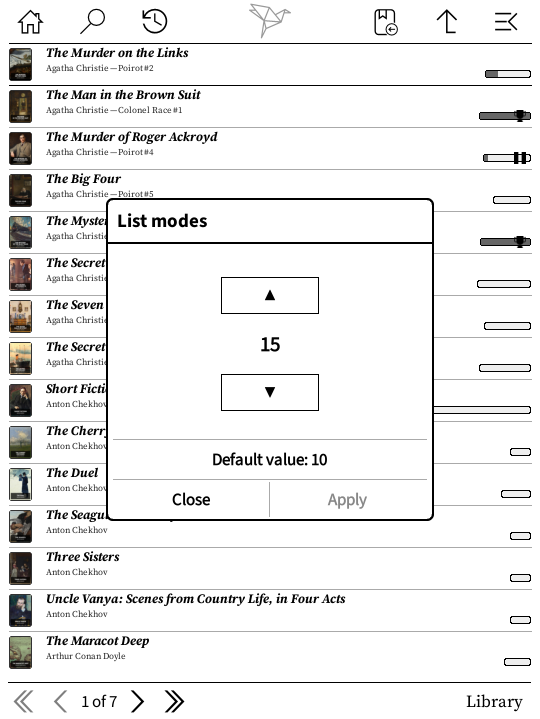 The Murder on the Links
Agatha Christie — Poirot #2
The Man in the Brown Suit
Agatha Christie — Colonel Race #1
The Murder of Roger Ackroyd
Agatha Christie — Poirot #4
The Big Four
Agatha Christie — Poirot #5
The Myster
Agatha Christie
The Secret
Agatha Christie
The Seven
Agatha Christie
The Secret
Agatha Christie
Short Fictio
Anton Chekhov
The Cherry
Anton Chekhov
The Duel
Anton Chekhov
The Seagu
Anton Chekhov
Three Sisters
Anton Chekhov
Uncle Vanya: Scenes from Country Life, in Four Acts
Anton Chekhov
The Maracot Deep
Arthur Conan Doyle
List modes
15
Default value: 10
Close Apply
1 of 7 Library